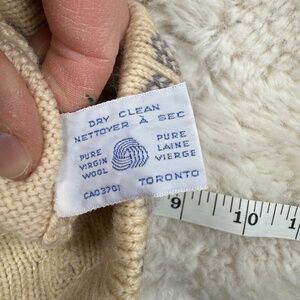 DRY CLEAN
NETTOYER À SEC
PURE
VIRGIN
WOOL
PURE
LAINE
VIERGE
CA03701 TORONTO
9 10